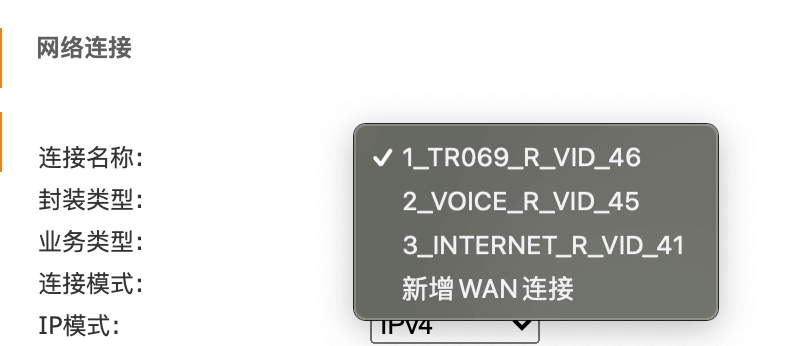 网络连接
连接名称:
✓ 1_TR069_R_VID_46
封装类型:
2_VOICE_R_VID_45
业务类型:
3_INTERNET_R_VID_41
连接模式:
新增 WAN 连接
IP模式:
IPv4